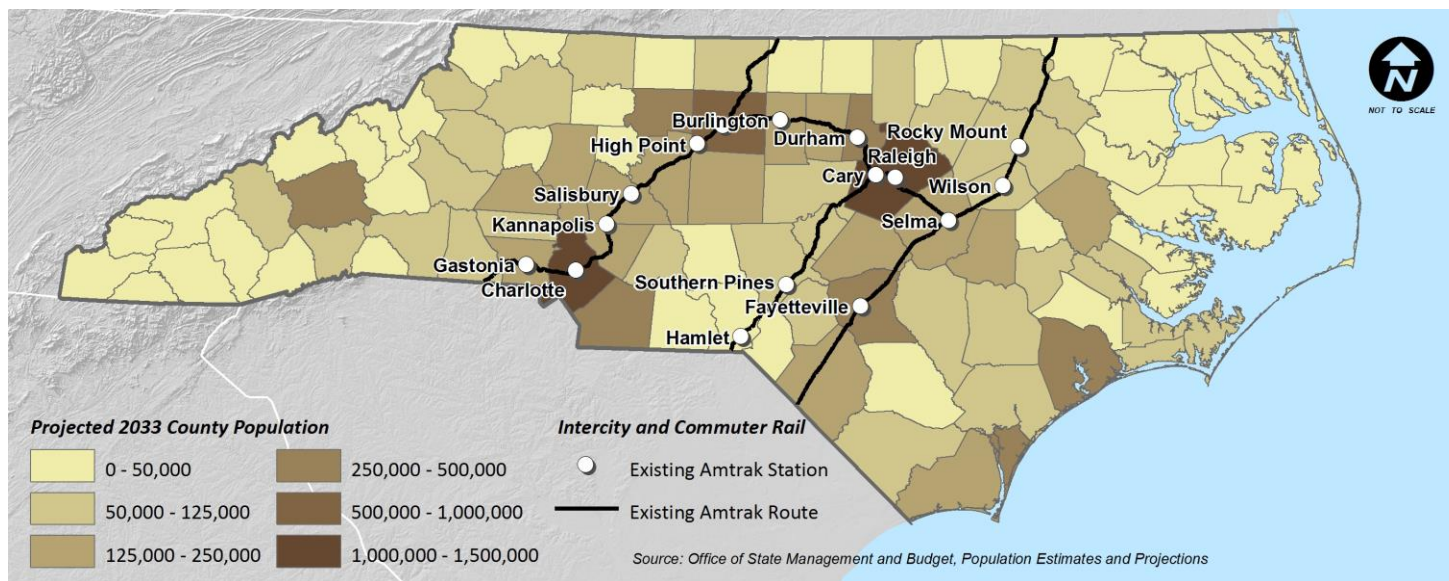 N
NOT TO SCALE
Burlington
Durham
Rocky Mount
High Point
Raleigh
Cary
Wilson
Salisbury
Kannapolis
Selma
Gastonia
Charlotte
Southern Pines
Fayetteville
Hamlet
Projected 2033 County Population
0 - 50,000
50,000 - 125,000
125,000 - 250,000
250,000 - 500,000
500,000 - 1,000,000
1,000,000 - 1,500,000
Intercity and Commuter Rail
Existing Amtrak Station
Existing Amtrak Route
Source: Office of State Management and Budget, Population Estimates and Projections